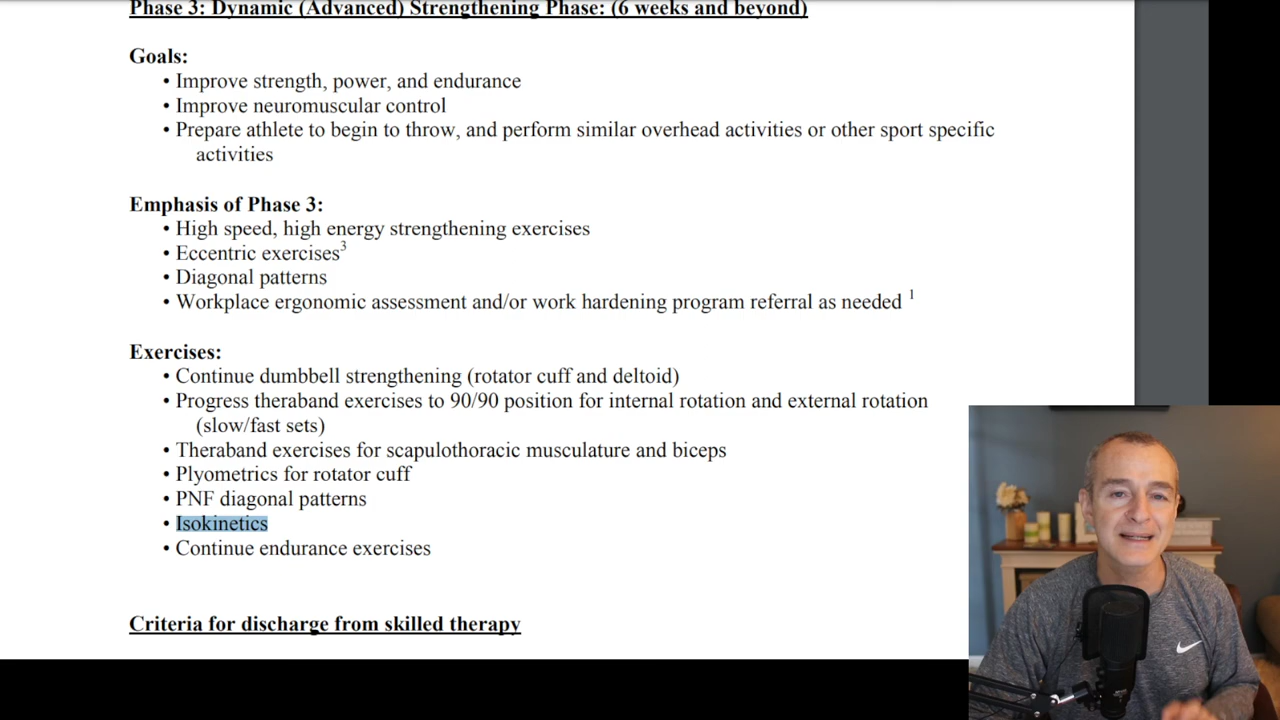 Phase 3: Dynamic (Advanced) Strengthening Phase: (6 weeks and beyond)
Goals:
• Improve strength, power, and endurance
• Improve neuromuscular control
• Prepare athlete to begin to throw, and perform similar overhead activities or other sport specific
activities
Emphasis of Phase 3:
• High speed, high energy strengthening exercises
• Eccentric exercises3
• Diagonal patterns
• Workplace ergonomic assessment and/or work hardening program referral as needed 1
Exercises:
• Continue dumbbell strengthening (rotator cuff and deltoid)
• Progress theraband exercises to 90/90 position for internal rotation and external rotation
(slow/fast sets)
• Theraband exercises for scapulothoracic musculature and biceps
• Plyometrics for rotator cuff
• PNF diagonal patterns
• Isokinetics
• Continue endurance exercises
Criteria for discharge from skilled therapy